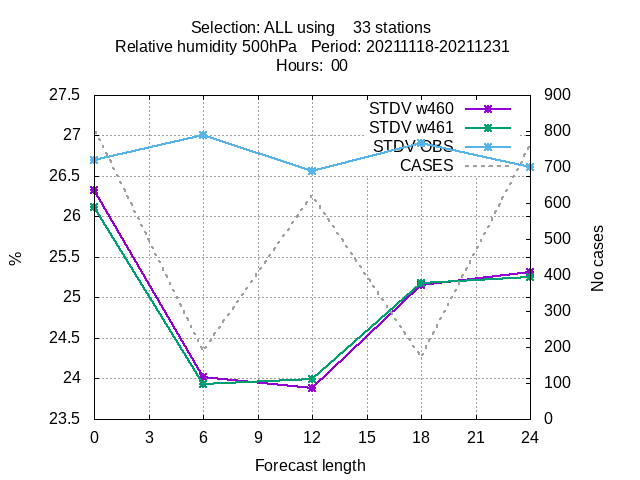 Selection: ALL using    33 stations
Relative humidity 500hPa   Period: 20211118-20211231
Hours:  00
27.5
27
26.5
26
25.5
25
24.5
24
23.5
%
STDV w460
STDV w461
STDV OBS
CASES
900
800
700
600
500
400
300
200
100
0
No cases
0 3 6 9 12 15 18 21 24
Forecast length